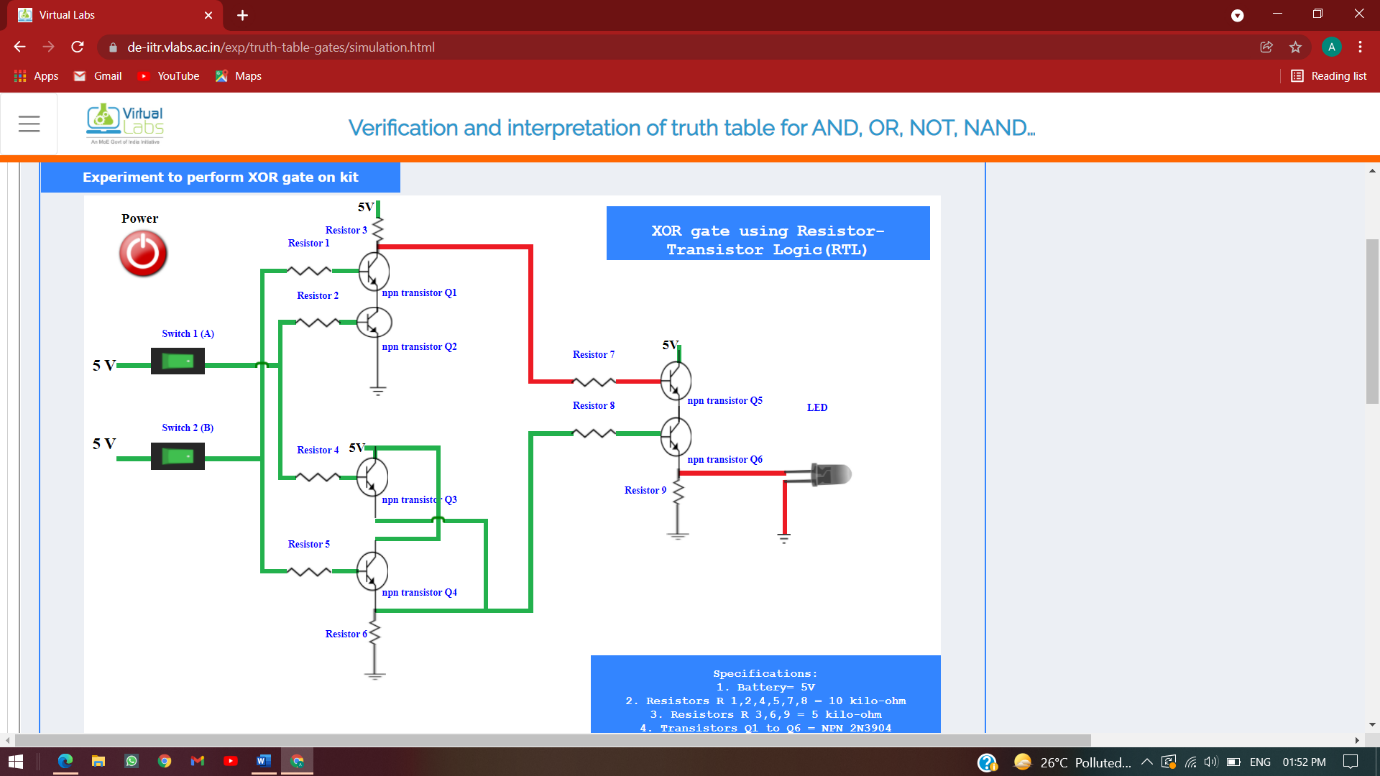 Virtual Labs
de-iitr.vlabs.ac.in/exp/truth-table-gates/simulation.html
A
Apps
Gmail
YouTube
Maps
Reading list
Virtual
Labs
An MoE Govt of India Initiative
Verification and interpretation of truth table for AND, OR, NOT, NAND...
Experiment to perform XOR gate on kit
Power
5V
Resistor 3
Resistor 1
XOR gate using Resistor-
Transistor Logic(RTL)
npn transistor Q1
Resistor 2
Switch 1 (A)
npn transistor Q2
5 V
Resistor 7
5V
npn transistor Q5
Resistor 8
LED
Switch 2 (B)
5 V
Resistor 4
5V
npn transistor Q6
npn transistor Q3
Resistor 9
Resistor 5
npn transistor Q4
Resistor 6
Specifications:
1. Battery= 5V
2. Resistors R 1,2,4,5,7,8 = 10 kilo-ohm
3. Resistors R 3,6,9 = 5 kilo-ohm
4. Transistors Q1 to Q6 = NPN 2N3904
26°C Polluted...
ENG
01:52 PM